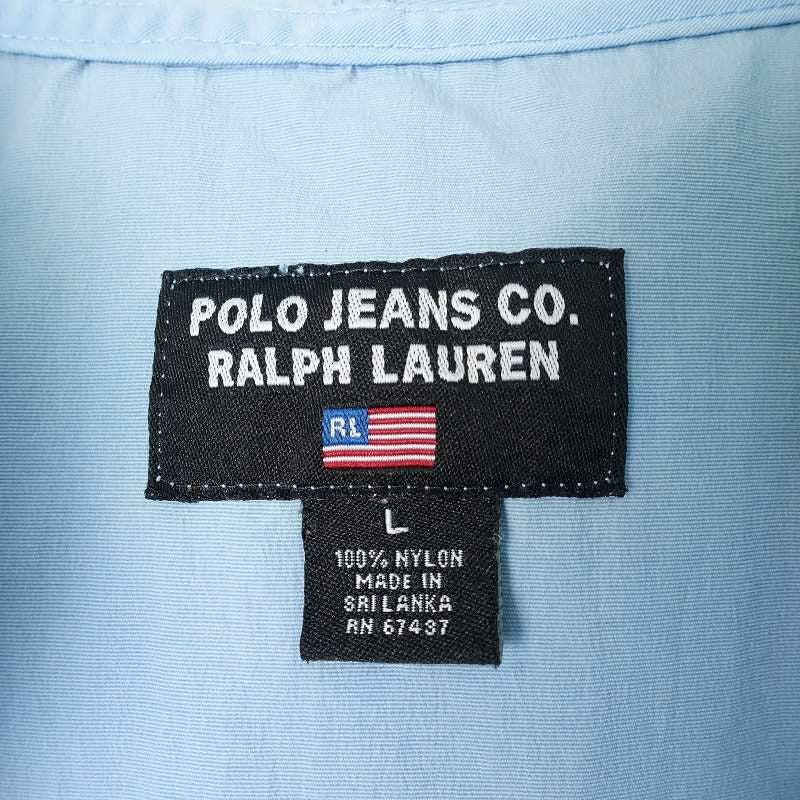 POLO JEANS CO.
RALPH LAUREN
RL
L
100% NYLON
MADE IN
SRI LANKA
RN 67437